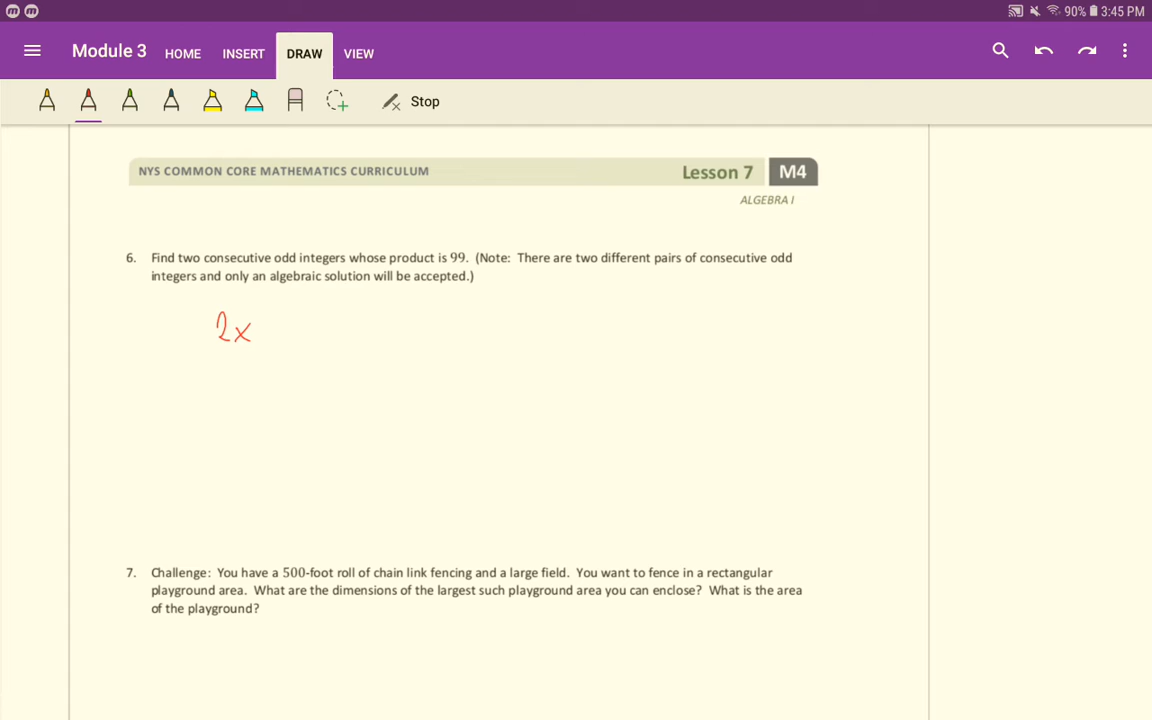 90% 3:45 PM
Module 3 HOME INSERT DRAW VIEW
Stop
NYS COMMON CORE MATHEMATICS CURRICULUM Lesson 7 M4
ALGEBRA I
6. Find two consecutive odd integers whose product is 99. (Note: There are two different pairs of consecutive odd
integers and only an algebraic solution will be accepted.)
2x
7. Challenge: You have a 500-foot roll of chain link fencing and a large field. You want to fence in a rectangular
playground area. What are the dimensions of the largest such playground area you can enclose? What is the area
of the playground?